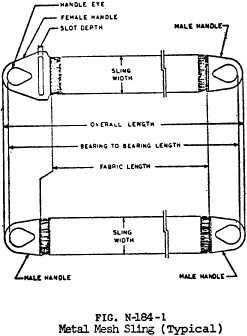 HANDLE EYE
FEMALE HANDLE
SLOT DEPTH
MALE HANDLE
SLING
WIDTH
OVERALL LENGTH
BEARING TO BEARING LENGTH
FABRIC LENGTH
SLING
WIDTH
MALE HANDLE
MALE HANDLE
FIG. N-184-1
Metal Mesh Sling (Typical)